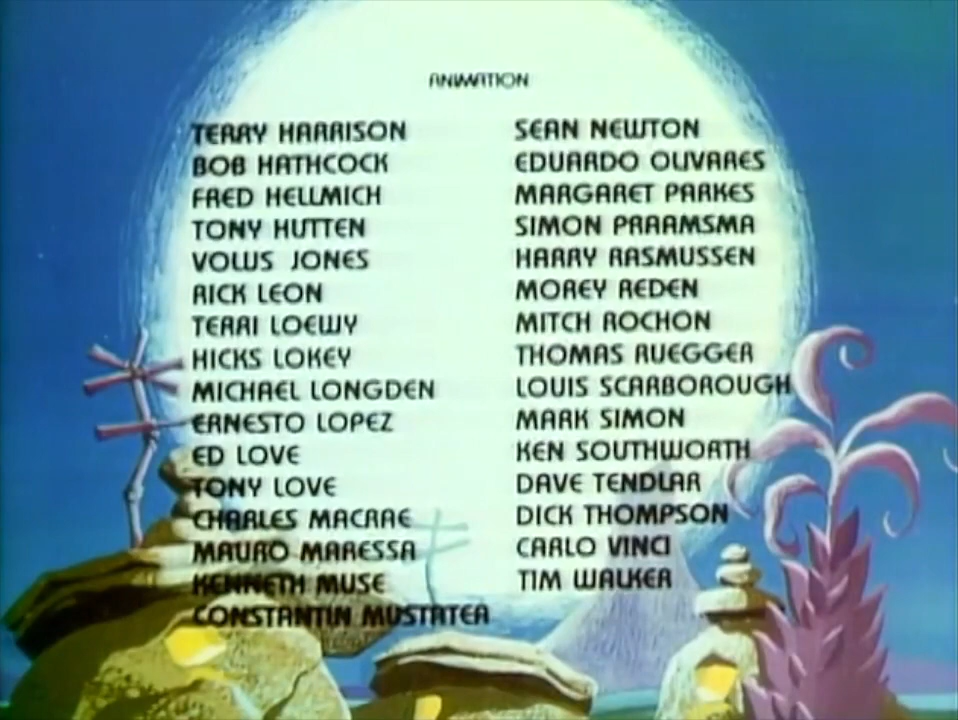 ANIMATION
TERRY HARRISON
BOB HATHCOCK
FRED HELLMICH
TONY HUTTEN
VOLUS JONES
RICK LEON
TERRI LOEWY
HICKS LOKEY
MICHAEL LONGDEN
ERNESTO LOPEZ
ED LOVE
TONY LOVE
CHARLES MACRAE
MAURO MARESSA
KENNETH MUSE
CONSTANTIN MUSTATEA
SEAN NEWTON
EDUARDO OLIVARES
MARGARET PARKES
SIMON PRAAMSMA
HARRY RASMUSSEN
MOREY REDEN
MITCH ROCHON
THOMAS RUEGGER
LOUIS SCARBOROUGH
MARK SIMON
KEN SOUTHWORTH
DAVE TENDLAR
DICK THOMPSON
CARLO VINCI
TIM WALKER